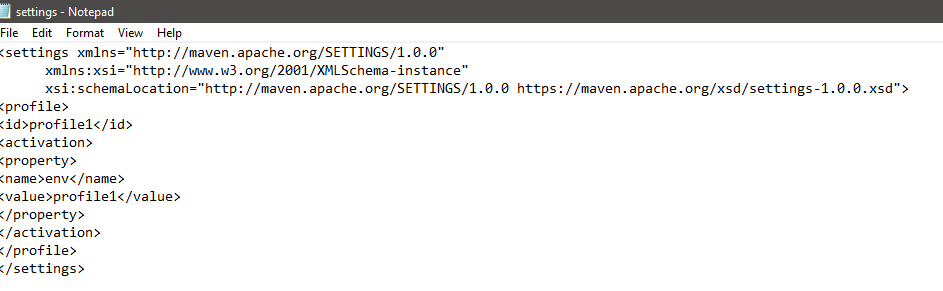 settings - Notepad
File Edit Format View Help
<settings xmlns="http://maven.apache.org/SETTINGS/1.0.0"
      xmlns:xsi="http://www.w3.org/2001/XMLSchema-instance"
      xsi:schemaLocation="http://maven.apache.org/SETTINGS/1.0.0 https://maven.apache.org/xsd/settings-1.0.0.xsd">
<profile>
<id>profile1</id>
<activation>
<property>
<name>env</name>
<value>profile1</value>
</property>
</activation>
</profile>
</settings>